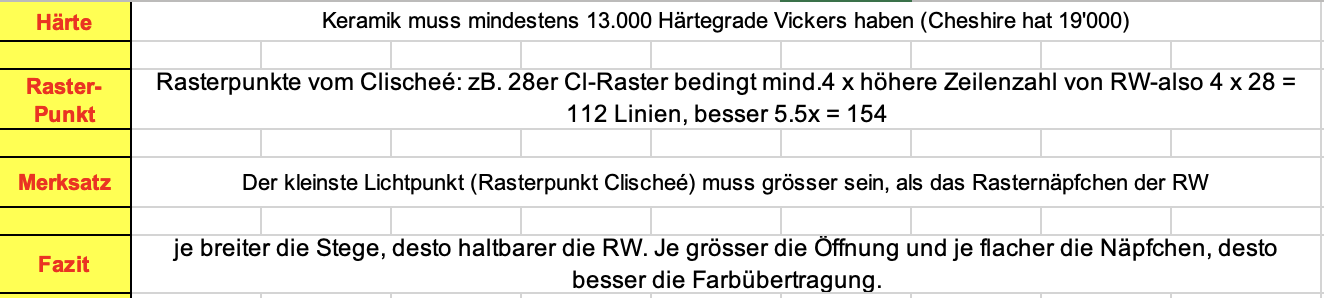 Härte
Keramik muss mindestens 13.000 Härtegrade Vickers haben (Cheshire hat 19'000)
Raster-
Punkt
Rasterpunkte vom Clischeé: zB. 28er Cl-Raster bedingt mind.4 x höhere Zeilenzahl von RW-also 4 x 28 =
112 Linien, besser 5.5x = 154
Merksatz
Der kleinste Lichtpunkt (Rasterpunkt Clischeé) muss grösser sein, als das Rasternäpfchen der RW
Fazit
je breiter die Stege, desto haltbarer die RW. Je grösser die Öffnung und je flacher die Näpfchen, desto
besser die Farbübertragung.